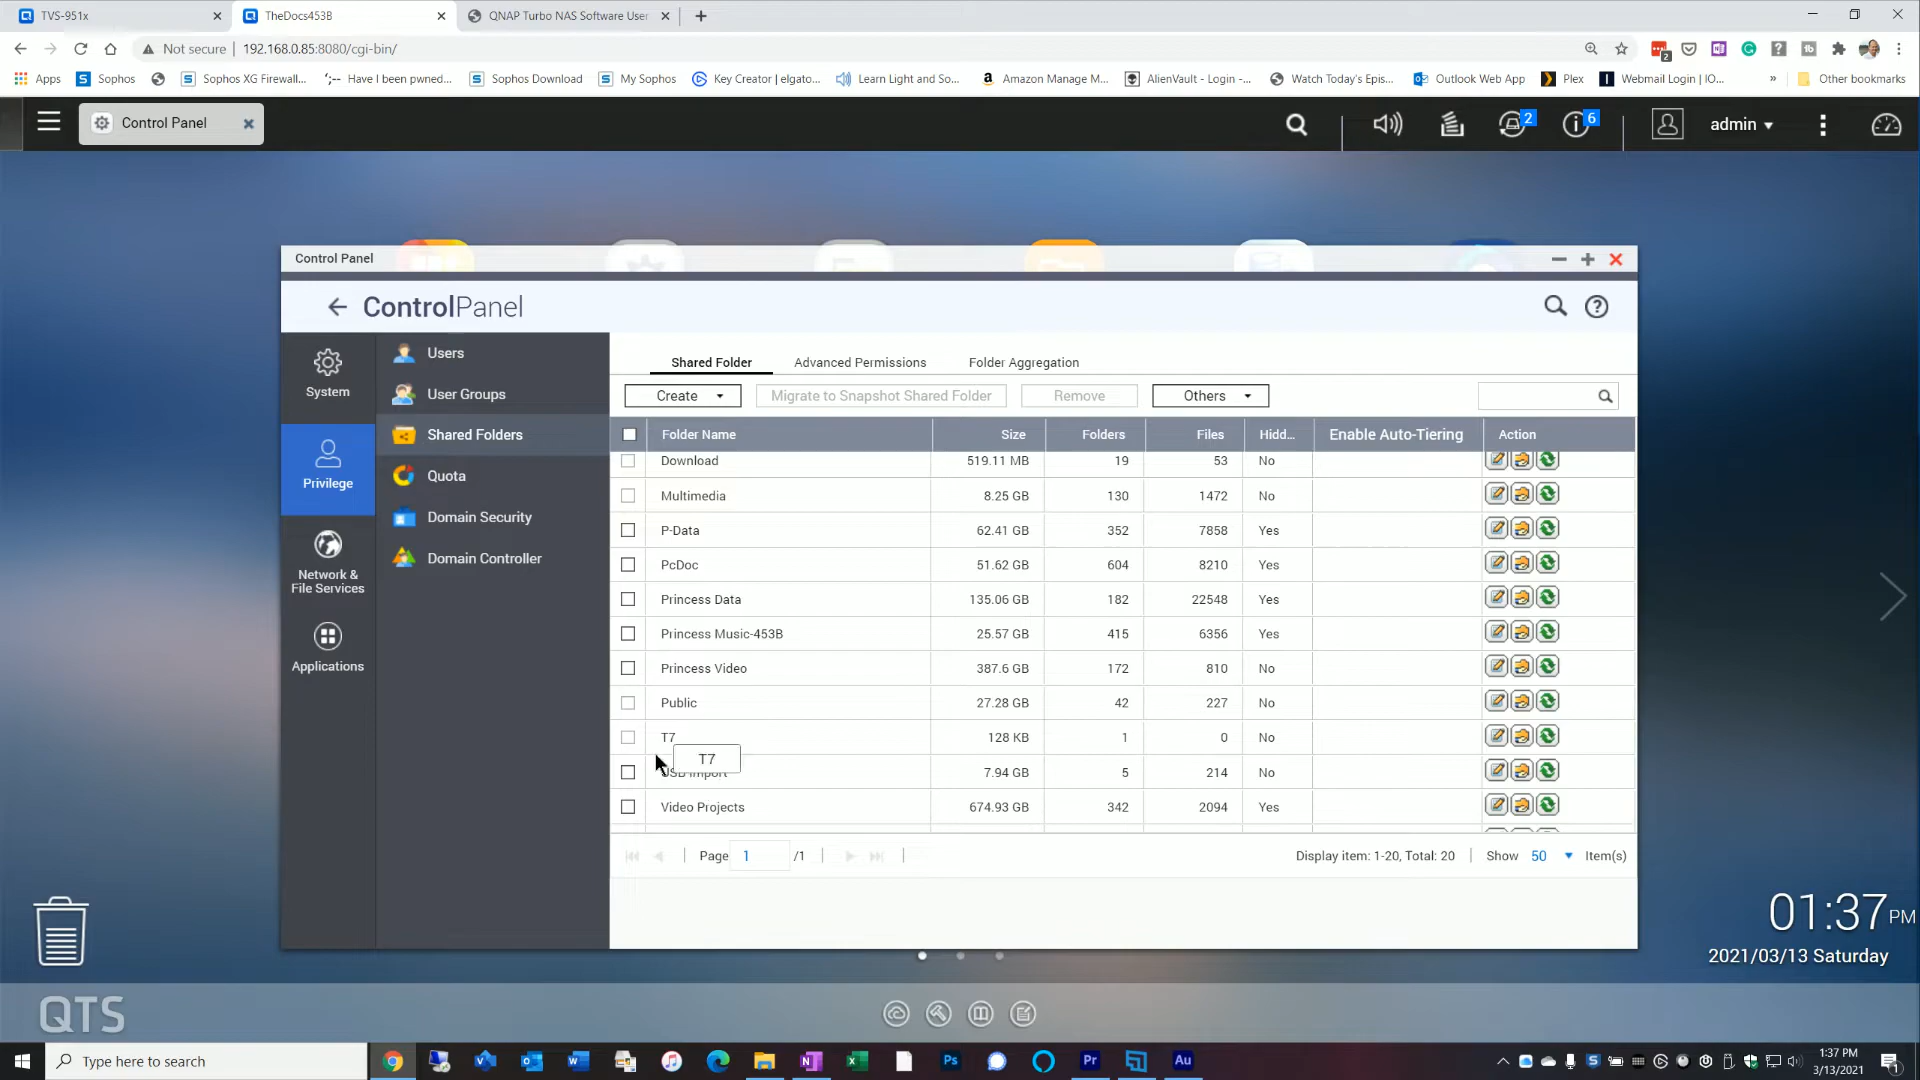 TVS-951x
TheDocs453B
QNAP Turbo NAS Software User
Not secure
192.168.0.85:8080/cgi-bin/
2
Apps
Sophos
Sophos XG Firewall...
Have I been pwned...
Sophos Download
My Sophos
Key Creator | elgato...
Learn Light and So...
Amazon Manage M...
AlienVault - Login -...
Watch Today's Epis...
Outlook Web App
Plex
Webmail Login | IO...
»
Other bookmarks
Control Panel
2
6
admin
Control Panel
ControlPanel
System
Privilege
Network &
File Services
Applications
Users
User Groups
Shared Folders
Quota
Domain Security
Domain Controller
Shared Folder
Advanced Permissions
Folder Aggregation
Create
Migrate to Snapshot Shared Folder
Remove
Others
Folder Name Size Folders Files Hidd... Enable Auto-Tiering Action
Download 519.11 MB 19 53 No
Multimedia 8.25 GB 130 1472 No
P-Data 62.41 GB 352 7858 Yes
PcDoc 51.62 GB 604 8210 Yes
Princess Data 135.06 GB 182 22548 Yes
Princess Music-453B 25.57 GB 415 6356 Yes
Princess Video 387.6 GB 172 810 No
Public 27.28 GB 42 227 No
T7 128 KB 1 0 No
T7
USB Import 7.94 GB 5 214 No
Video Projects 674.93 GB 342 2094 Yes
Page 1 /1
Display item: 1-20, Total: 20
Show 50 Item(s)
01:37 PM
2021/03/13 Saturday
QTS
Type here to search
Ps
Pr
Au
1:37 PM
3/13/2021
1